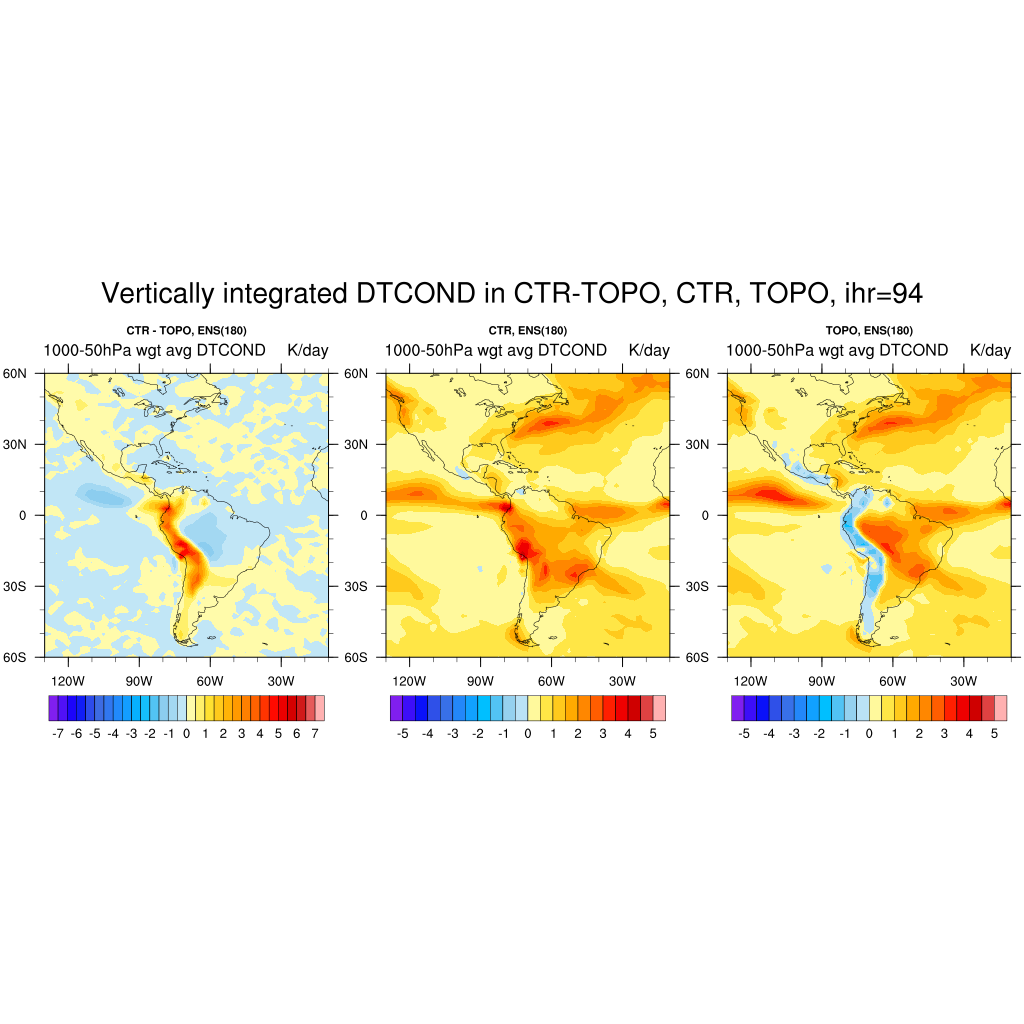 Vertically integrated DTCOND in CTR-TOPO, CTR, TOPO, ihr=94
CTR - TOPO, ENS(180)
1000-50hPa wgt avg DTCOND K/day
60N
30N
0
30S
60S
120W 90W 60W 30W
-7 -6 -5 -4 -3 -2 -1 0 1 2 3 4 5 6 7
CTR, ENS(180)
1000-50hPa wgt avg DTCOND K/day
60N
30N
0
30S
60S
120W 90W 60W 30W
-5 -4 -3 -2 -1 0 1 2 3 4 5
TOPO, ENS(180)
1000-50hPa wgt avg DTCOND K/day
60N
30N
0
30S
60S
120W 90W 60W 30W
-5 -4 -3 -2 -1 0 1 2 3 4 5